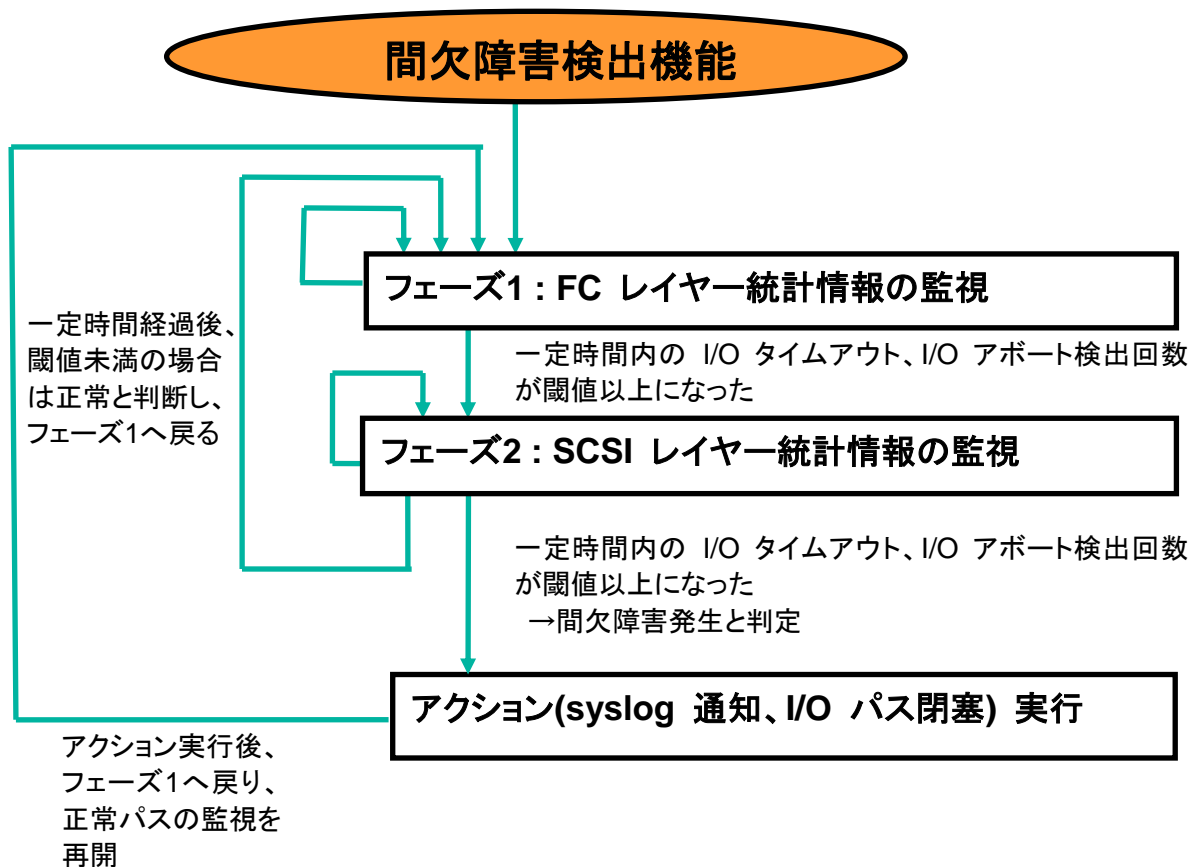 間欠障害検出機能
フェーズ1 : FC レイヤー統計情報の監視
一定時間経過後、
閾値未満の場合
は正常と判断し、
フェーズ1へ戻る
一定時間内の I/O タイムアウト、I/O アボート検出回数
が閾値以上になった
フェーズ2 : SCSI レイヤー統計情報の監視
一定時間内の I/O タイムアウト、I/O アボート検出回数
が閾値以上になった
→間欠障害発生と判定
アクション(syslog 通知、I/O パス閉塞) 実行
アクション実行後、
フェーズ1へ戻り、
正常パスの監視を
再開